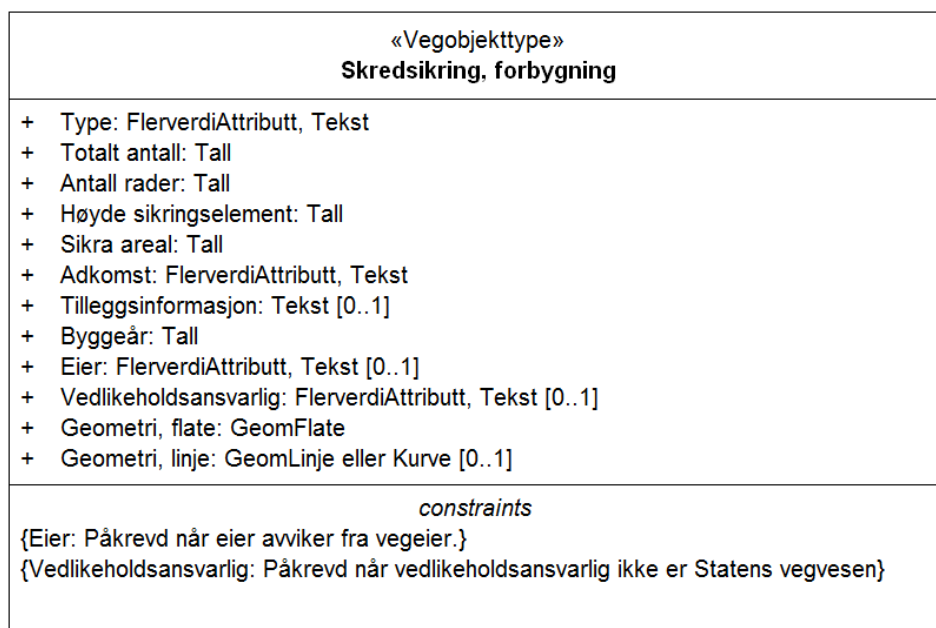 «Vegobjekttype»
Skredsikring, forbygning
+ Type: FlerverdiAttributt, Tekst
+ Totalt antall: Tall
+ Antall rader: Tall
+ Høyde sikringselement: Tall
+ Sikra areal: Tall
+ Adkomst: FlerverdiAttributt, Tekst
+ Tilleggsinformasjon: Tekst [0..1]
+ Byggeår: Tall
+ Eier: FlerverdiAttributt, Tekst [0..1]
+ Vedlikeholdsansvarlig: FlerverdiAttributt, Tekst [0..1]
+ Geometri, flate: GeomFlate
+ Geometri, linje: GeomLinje eller Kurve [0..1]
constraints
{Eier: Påkrevd når eier avviker fra vegeier.}
{Vedlikeholdsansvarlig: Påkrevd når vedlikeholdsansvarlig ikke er Statens vegvesen}